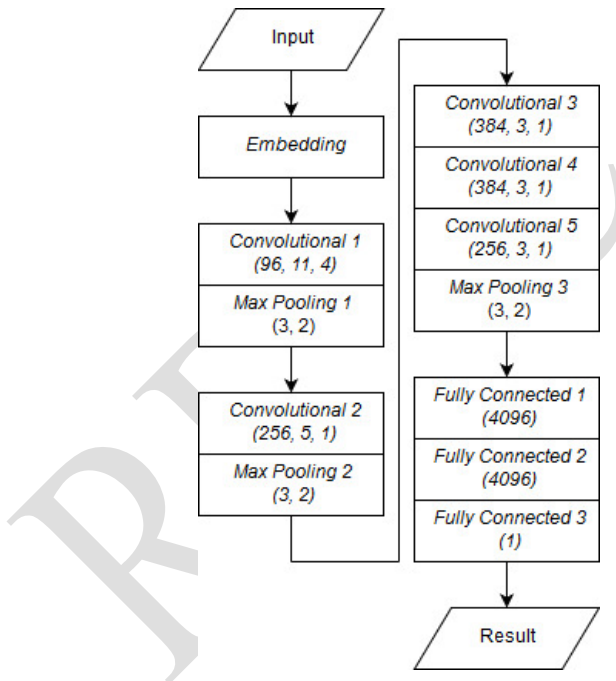 Input
Embedding
Convolutional 1
(96, 11, 4)
Max Pooling 1
(3, 2)
Convolutional 2
(256, 5, 1)
Max Pooling 2
(3, 2)
Convolutional 3
(384, 3, 1)
Convolutional 4
(384, 3, 1)
Convolutional 5
(256, 3, 1)
Max Pooling 3
(3, 2)
Fully Connected 1
(4096)
Fully Connected 2
(4096)
Fully Connected 3
(1)
Result